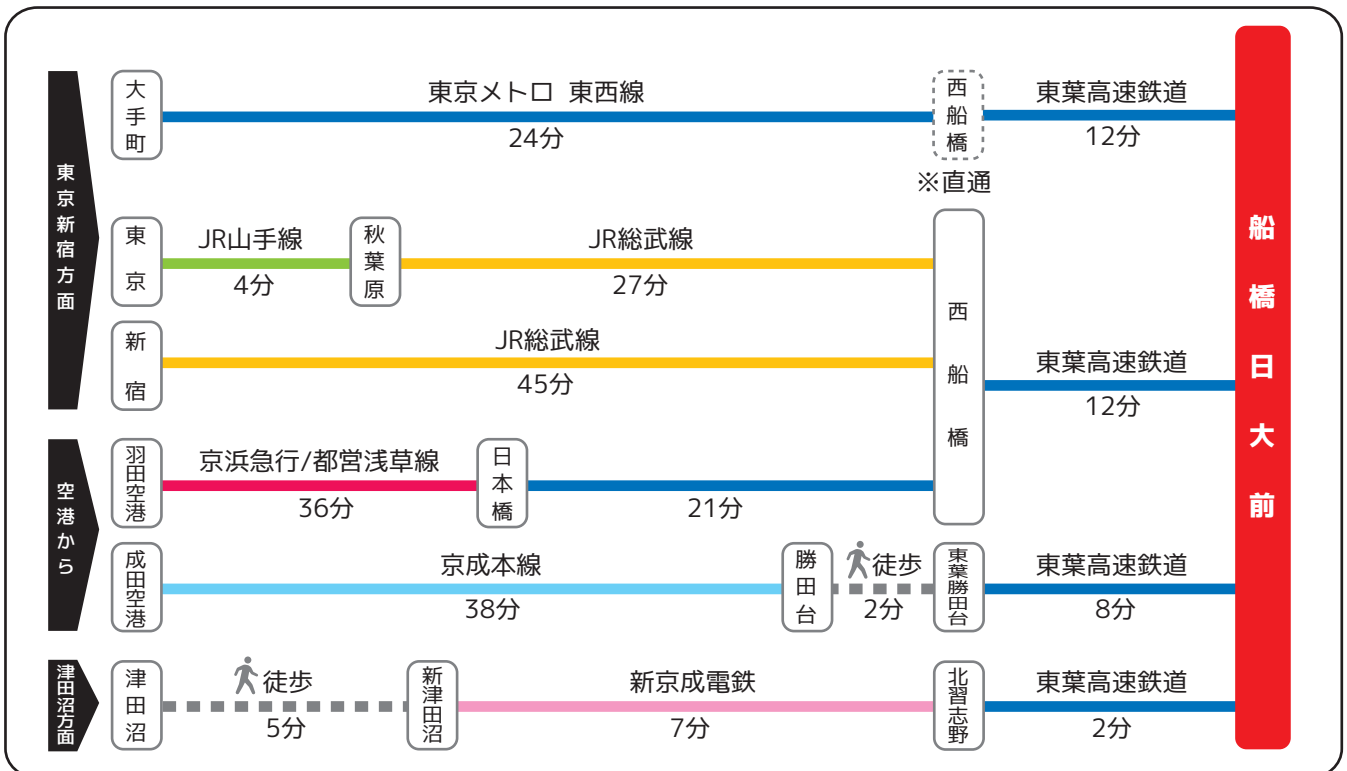 東京新宿方面
大手町
東京メトロ 東西線
24分
西船橋
※直通
東葉高速鉄道
12分
東京
JR山手線
4分
秋葉原
JR総武線
27分
新宿
JR総武線
45分
西船橋
東葉高速鉄道
12分
空港から
羽田空港
京浜急行/都営浅草線
36分
日本橋
21分
成田空港
京成本線
38分
勝田台
徒歩
2分
東葉勝田台
東葉高速鉄道
8分
津田沼方面
津田沼
徒歩
5分
新津田沼
新京成電鉄
7分
北習志野
東葉高速鉄道
2分
船橋日大前